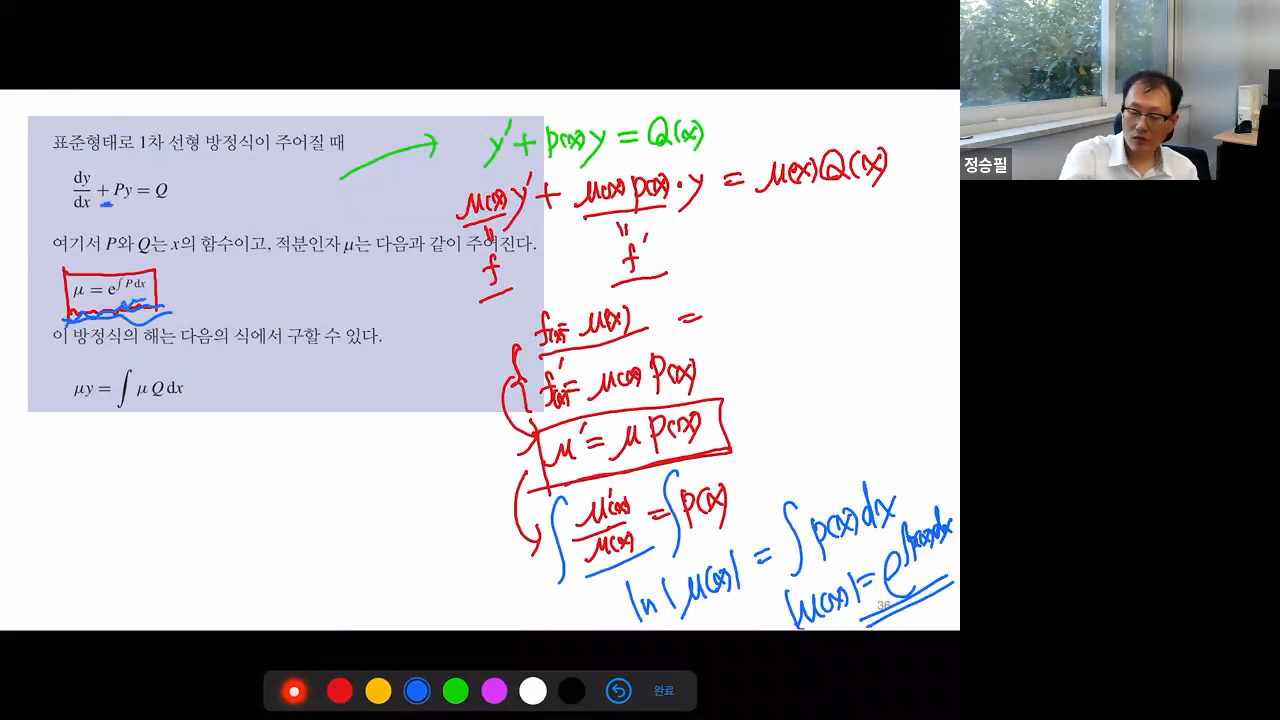 표준형태로 1차 선형 방정식이 주어질 때
dy/dx + Py = Q
여기서 P와 Q는 x의 함수이고, 적분인자 μ는 다음과 같이 주어진다.
μ = e^{∫ P dx}
이 방정식의 해는 다음의 식에서 구할 수 있다.
μy = ∫ μ Q dx
y' + p(x)y = Q(x)
μ(x)y' + μ(x)p(x)·y = μ(x)Q(x)
= =
f f'
f(x) = μ(x) =
f'(x) = μ(x) p(x)
μ' = μ p(x)
∫ μ'(x)/μ(x) = ∫ p(x)
ln|μ(x)| = ∫ p(x)dx
|μ(x)| = e^{∫p(x)dx}
36
정승필
완료